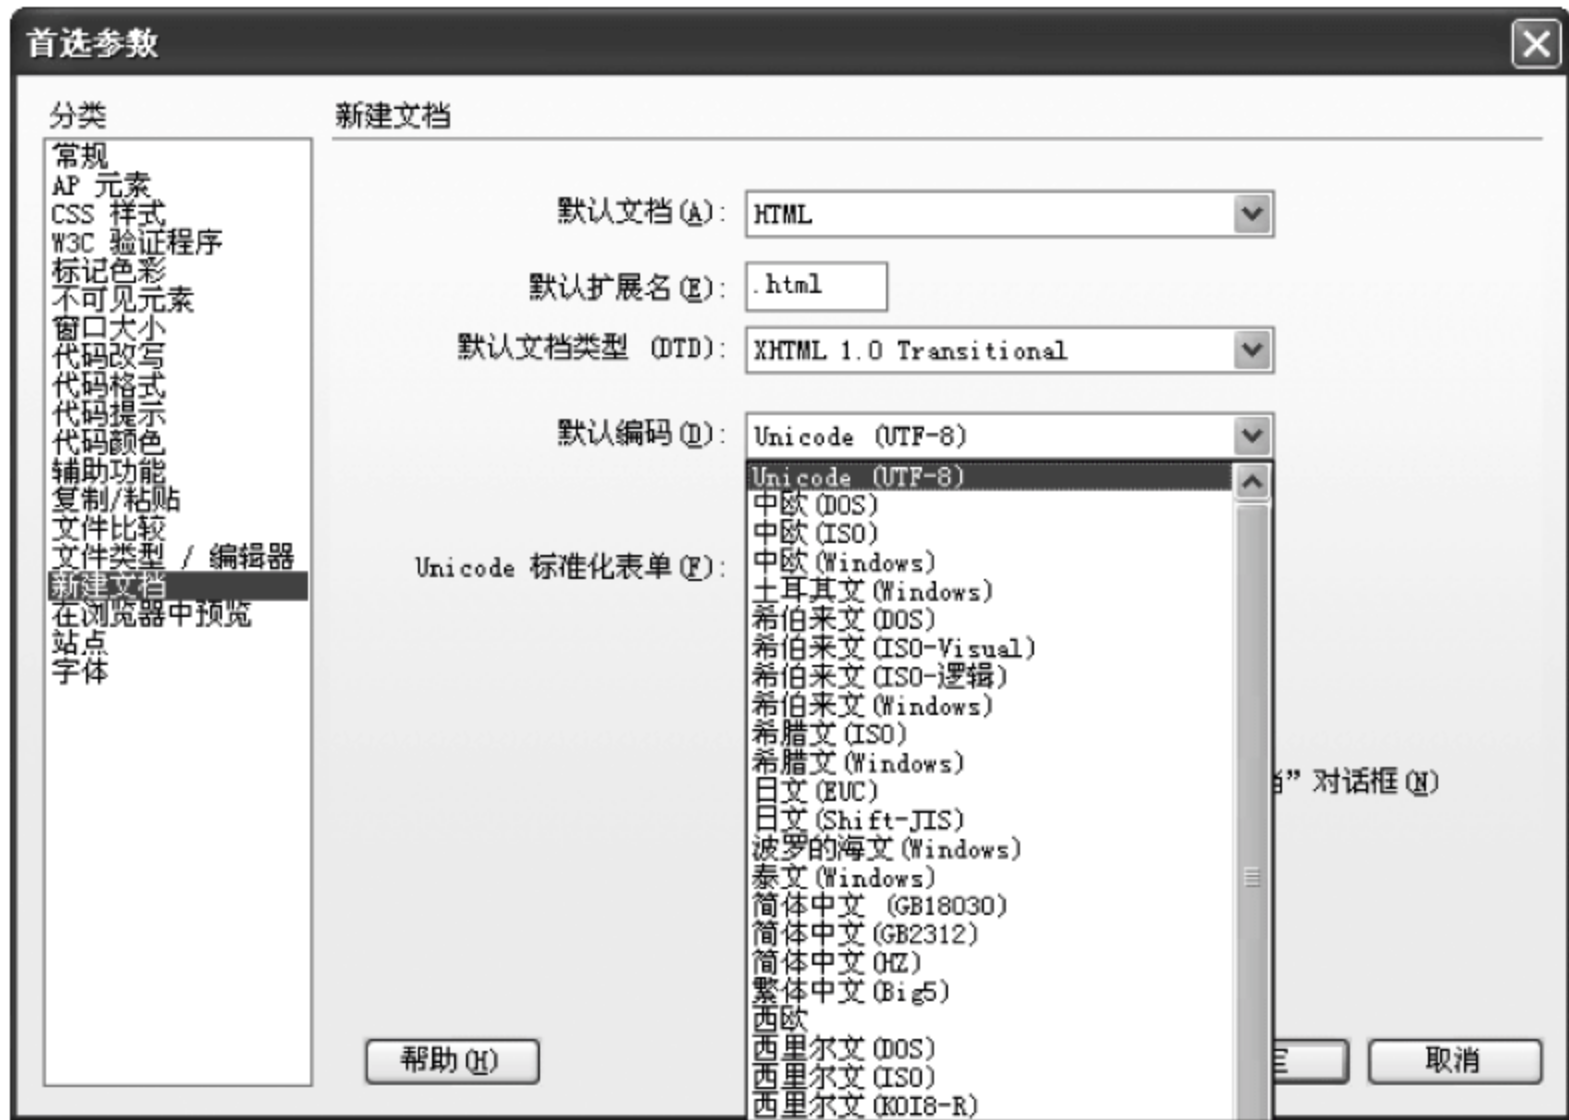 首选参数
分类
常规
AP 元素
CSS 样式
W3C 验证程序
标记色彩
不可见元素
窗口大小
代码改写
代码格式
代码提示
代码颜色
辅助功能
复制/粘贴
文件比较
文件类型 / 编辑器
新建文档
在浏览器中预览
站点
字体
新建文档
默认文档(A): HTML
默认扩展名(E): .html
默认文档类型 (DTD): XHTML 1.0 Transitional
默认编码(D): Unicode (UTF-8)
Unicode (UTF-8)
中欧(DOS)
中欧(ISO)
中欧(Windows)
土耳其文(Windows)
希伯来文(DOS)
希伯来文(ISO-Visual)
希伯来文(ISO-逻辑)
希伯来文(Windows)
希腊文(ISO)
希腊文(Windows)
日文(EUC)
日文(Shift-JIS)
波罗的海文(Windows)
泰文(Windows)
简体中文 (GB18030)
简体中文(GB2312)
简体中文(HZ)
繁体中文(Big5)
西欧
西里尔文(DOS)
西里尔文(ISO)
西里尔文(KOI8-R)
Unicode 标准化表单(F):
” 对话框(N)
帮助(H)
取消